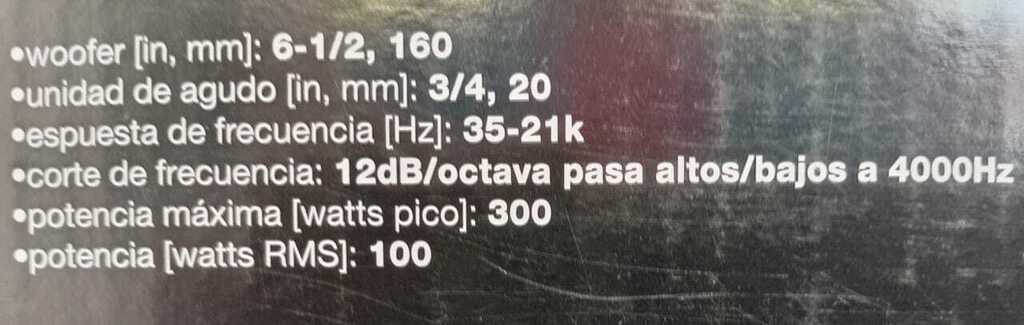 •woofer [in, mm]: 6-1/2, 160
•unidad de agudo [in, mm]: 3/4, 20
•espuesta de frecuencia [Hz]: 35-21k
•corte de frecuencia: 12dB/octava pasa altos/bajos a 4000Hz
•potencia máxima [watts pico]: 300
•potencia [watts RMS]: 100